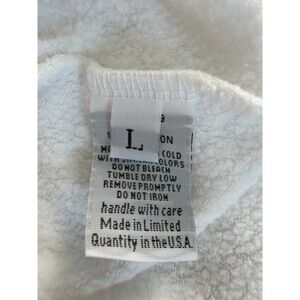 L
ON
COLD
WITH COLORS
DO NOT BLEACH
TUMBLE DRY LOW
REMOVE PROMPTLY
DO NOT IRON
handle with care
Made in Limited
Quantity in the U.S.A.